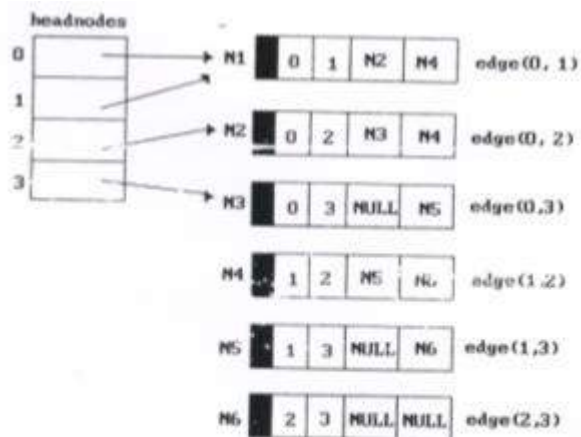 headnodes
0
1
2
3
N1 0 1 N2 N4 edge(0, 1)
N2 0 2 N3 N4 edge(0, 2)
N3 0 3 NULL N5 edge(0,3)
N4 1 2 N5 edge(1,2)
N5 1 3 NULL N6 edge(1,3)
N6 2 3 NULL NULL edge(2,3)